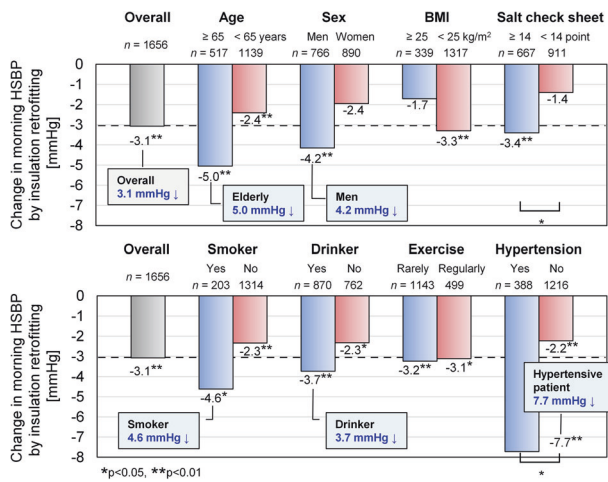 Overall Age Sex BMI Salt check sheet
≥ 65 < 65 years Men Women ≥ 25 < 25 kg/m² ≥ 14 < 14 point
n = 1656 n = 517 1139 n = 766 890 n = 339 1317 n = 667 911
Change in morning HSBP
by insulation retrofitting
[mmHg]
0
-1
-2
-3
-4
-5
-6
-7
-8
-3.1**
-5.0**
-2.4**
-4.2**
-2.4
-1.7
-3.3**
-3.4**
-1.4
Overall
3.1 mmHg ↓
Elderly
5.0 mmHg ↓
Men
4.2 mmHg ↓
*
Overall Smoker Drinker Exercise Hypertension
Yes No Yes No Rarely Regularly Yes No
n = 1656 n = 203 1314 n = 870 762 n = 1143 499 n = 388 1216
Change in morning HSBP
by insulation retrofitting
[mmHg]
0
-1
-2
-3
-4
-5
-6
-7
-8
-3.1**
-4.6*
-2.3**
-3.7**
-2.3*
-3.2**
-3.1*
-2.2**
-7.7**
Smoker
4.6 mmHg ↓
Drinker
3.7 mmHg ↓
Hypertensive
patient
7.7 mmHg ↓
*
*p<0.05, **p<0.01